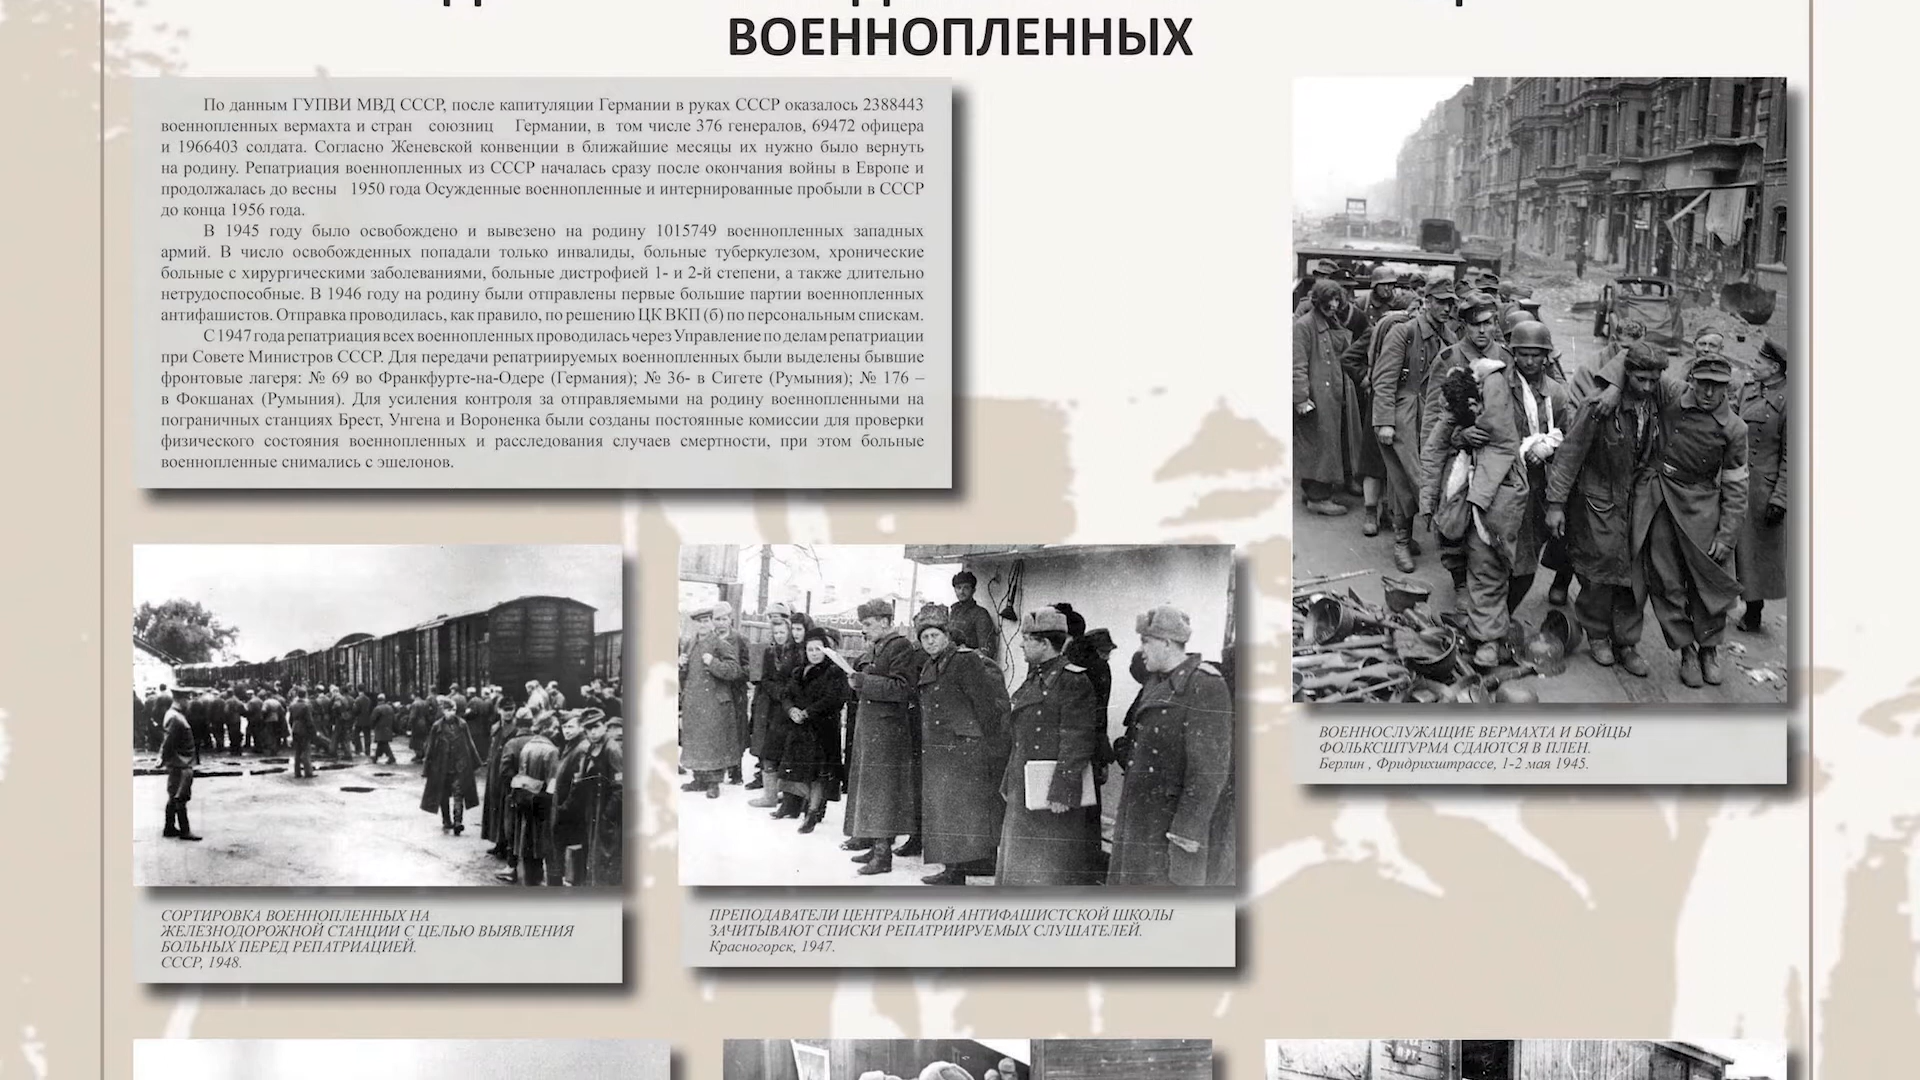 ВОЕННОПЛЕННЫХ
По данным ГУПВИ МВД СССР, после капитуляции Германии в руках СССР оказалось 2388443
военнопленных вермахта и стран союзниц Германии, в том числе 376 генералов, 69472 офицера
и 1966403 солдата. Согласно Женевской конвенции в ближайшие месяцы их нужно было вернуть
на родину. Репатриация военнопленных из СССР началась сразу после окончания войны в Европе и
продолжалась до весны 1950 года Осужденные военнопленные и интернированные пробыли в СССР
до конца 1956 года.
В 1945 году было освобождено и вывезено на родину 1015749 военнопленных западных
армий. В число освобожденных попадали только инвалиды, больные туберкулезом, хронические
больные с хирургическими заболеваниями, больные дистрофией 1- и 2-й степени, а также длительно
нетрудоспособные. В 1946 году на родину были отправлены первые большие партии военнопленных
антифашистов. Отправка проводилась, как правило, по решению ЦК ВКП (б) по персональным спискам.
С 1947 года репатриация всех военнопленных проводилась через Управление по делам репатриации
при Совете Министров СССР. Для передачи репатриируемых военнопленных были выделены бывшие
фронтовые лагеря: № 69 во Франкфурте-на-Одере (Германия); № 36- в Сигете (Румыния); № 176 –
в Фокшанах (Румыния). Для усиления контроля за отправляемыми на родину военнопленными на
пограничных станциях Брест, Унгена и Вороненка были созданы постоянные комиссии для проверки
физического состояния военнопленных и расследования случаев смертности, при этом больные
военнопленные снимались с эшелонов.
ВОЕННОСЛУЖАЩИЕ ВЕРМАХТА И БОЙЦЫ
ФОЛЬКСШТУРМА СДАЮТСЯ В ПЛЕН.
Берлин , Фридрихштрассе, 1-2 мая 1945.
СОРТИРОВКА ВОЕННОПЛЕННЫХ НА
ЖЕЛЕЗНОДОРОЖНОЙ СТАНЦИИ С ЦЕЛЬЮ ВЫЯВЛЕНИЯ
БОЛЬНЫХ ПЕРЕД РЕПАТРИАЦИЕЙ.
СССР, 1948.
ПРЕПОДАВАТЕЛИ ЦЕНТРАЛЬНОЙ АНТИФАШИСТСКОЙ ШКОЛЫ
ЗАЧИТЫВАЮТ СПИСКИ РЕПАТРИИРУЕМЫХ СЛУШАТЕЛЕЙ.
Красногорск, 1947.